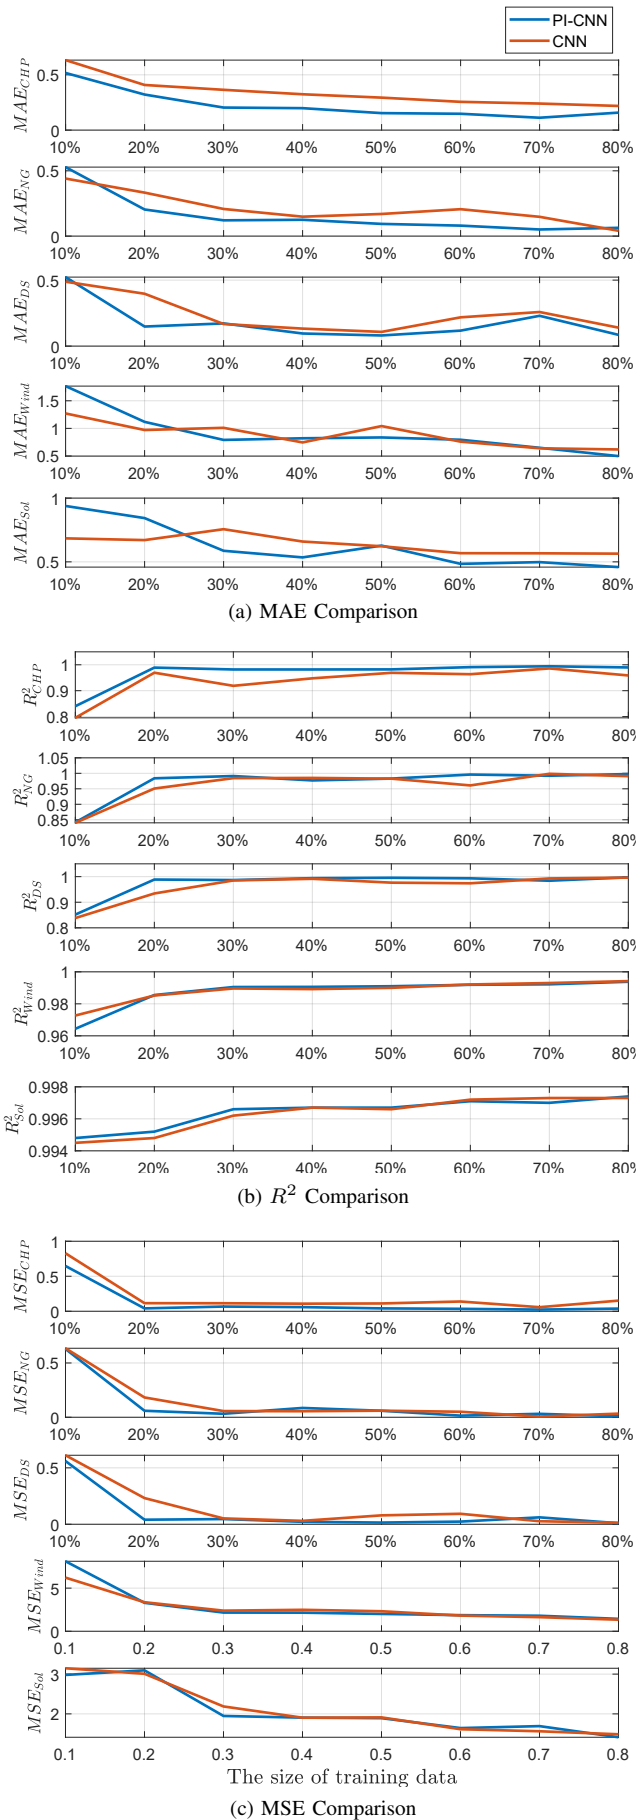 PI-CNN
CNN
MAE_CHP
0.5
0
10% 20% 30% 40% 50% 60% 70% 80%
MAE_NG
0.5
0
10% 20% 30% 40% 50% 60% 70% 80%
MAE_DS
0.5
0
10% 20% 30% 40% 50% 60% 70% 80%
MAE_Wind
1.5
1
0.5
10% 20% 30% 40% 50% 60% 70% 80%
MAE_Sol
1
0.5
10% 20% 30% 40% 50% 60% 70% 80%
(a) MAE Comparison
R²_CHP
1
0.9
0.8
10% 20% 30% 40% 50% 60% 70% 80%
R²_NG
1.05
1
0.95
0.9
0.85
10% 20% 30% 40% 50% 60% 70% 80%
R²_DS
1
0.9
0.8
10% 20% 30% 40% 50% 60% 70% 80%
R²_Wind
1
0.98
0.96
10% 20% 30% 40% 50% 60% 70% 80%
R²_Sol
0.998
0.996
0.994
10% 20% 30% 40% 50% 60% 70% 80%
(b) R² Comparison
MSE_CHP
1
0.5
0
10% 20% 30% 40% 50% 60% 70% 80%
MSE_NG
0.5
0
10% 20% 30% 40% 50% 60% 70% 80%
MSE_DS
0.5
0
10% 20% 30% 40% 50% 60% 70% 80%
MSE_Wind
5
0
0.1 0.2 0.3 0.4 0.5 0.6 0.7 0.8
MSE_Sol
3
2
0.1 0.2 0.3 0.4 0.5 0.6 0.7 0.8
The size of training data
(c) MSE Comparison